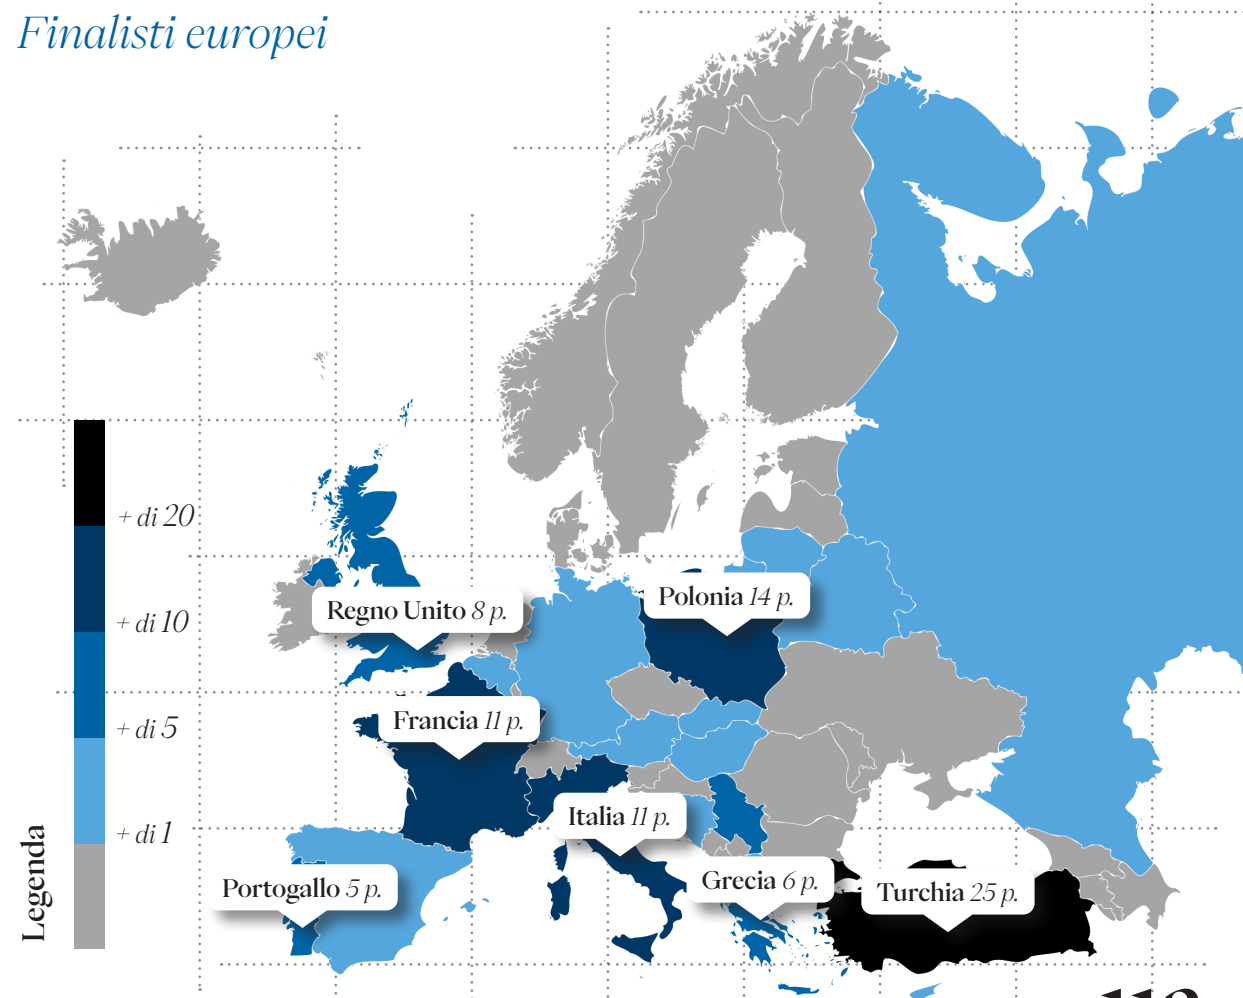 Finalisti europei
+ di 20
+ di 10
+ di 5
+ di 1
Legenda
Regno Unito 8 p.
Polonia 14 p.
Francia 11 p.
Italia 11 p.
Portogallo 5 p.
Grecia 6 p.
Turchia 25 p.